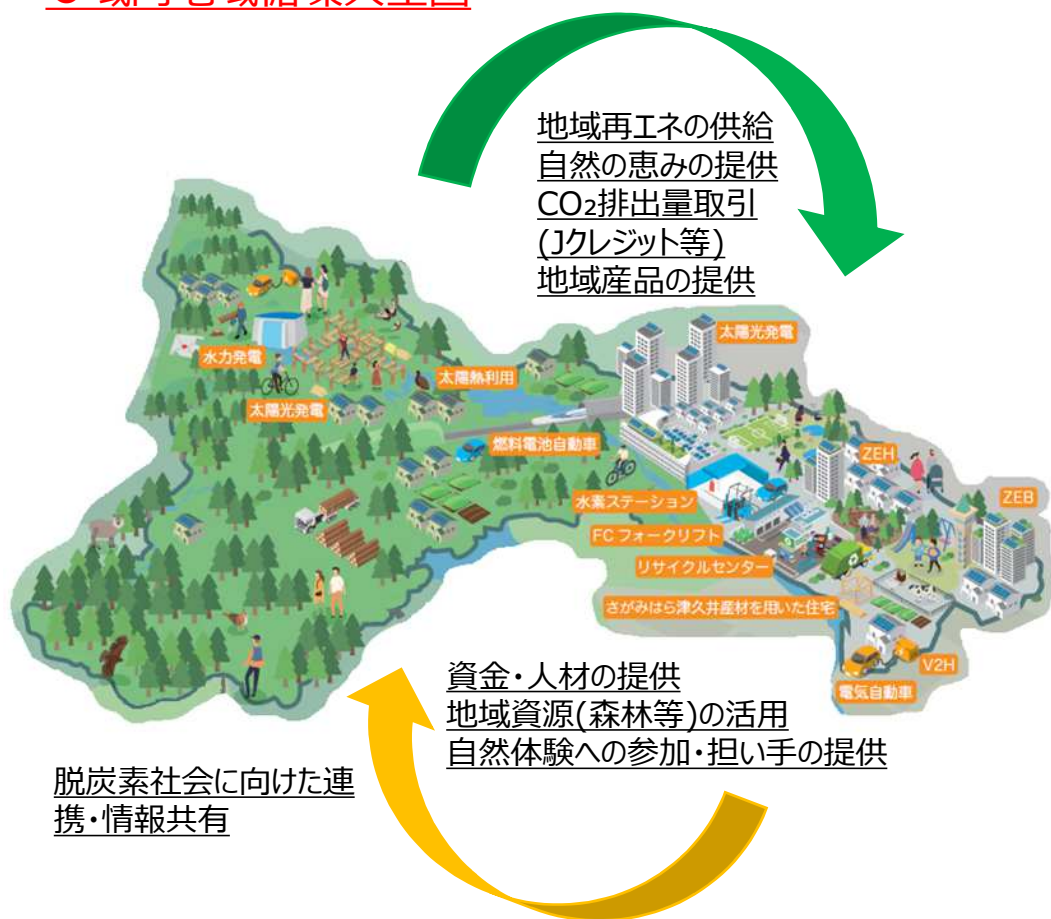 地域再エネの供給
自然の恵みの提供
CO₂排出量取引
(Jクレジット等)
地域産品の提供
太陽光発電
水力発電
太陽熱利用
太陽光発電
燃料電池自動車
ZEH
水素ステーション
ZEB
FCフォークリフト
リサイクルセンター
さがみはら津久井産材を用いた住宅
V2H
電気自動車
資金・人材の提供
地域資源(森林等)の活用
自然体験への参加・担い手の提供
脱炭素社会に向けた連
携・情報共有